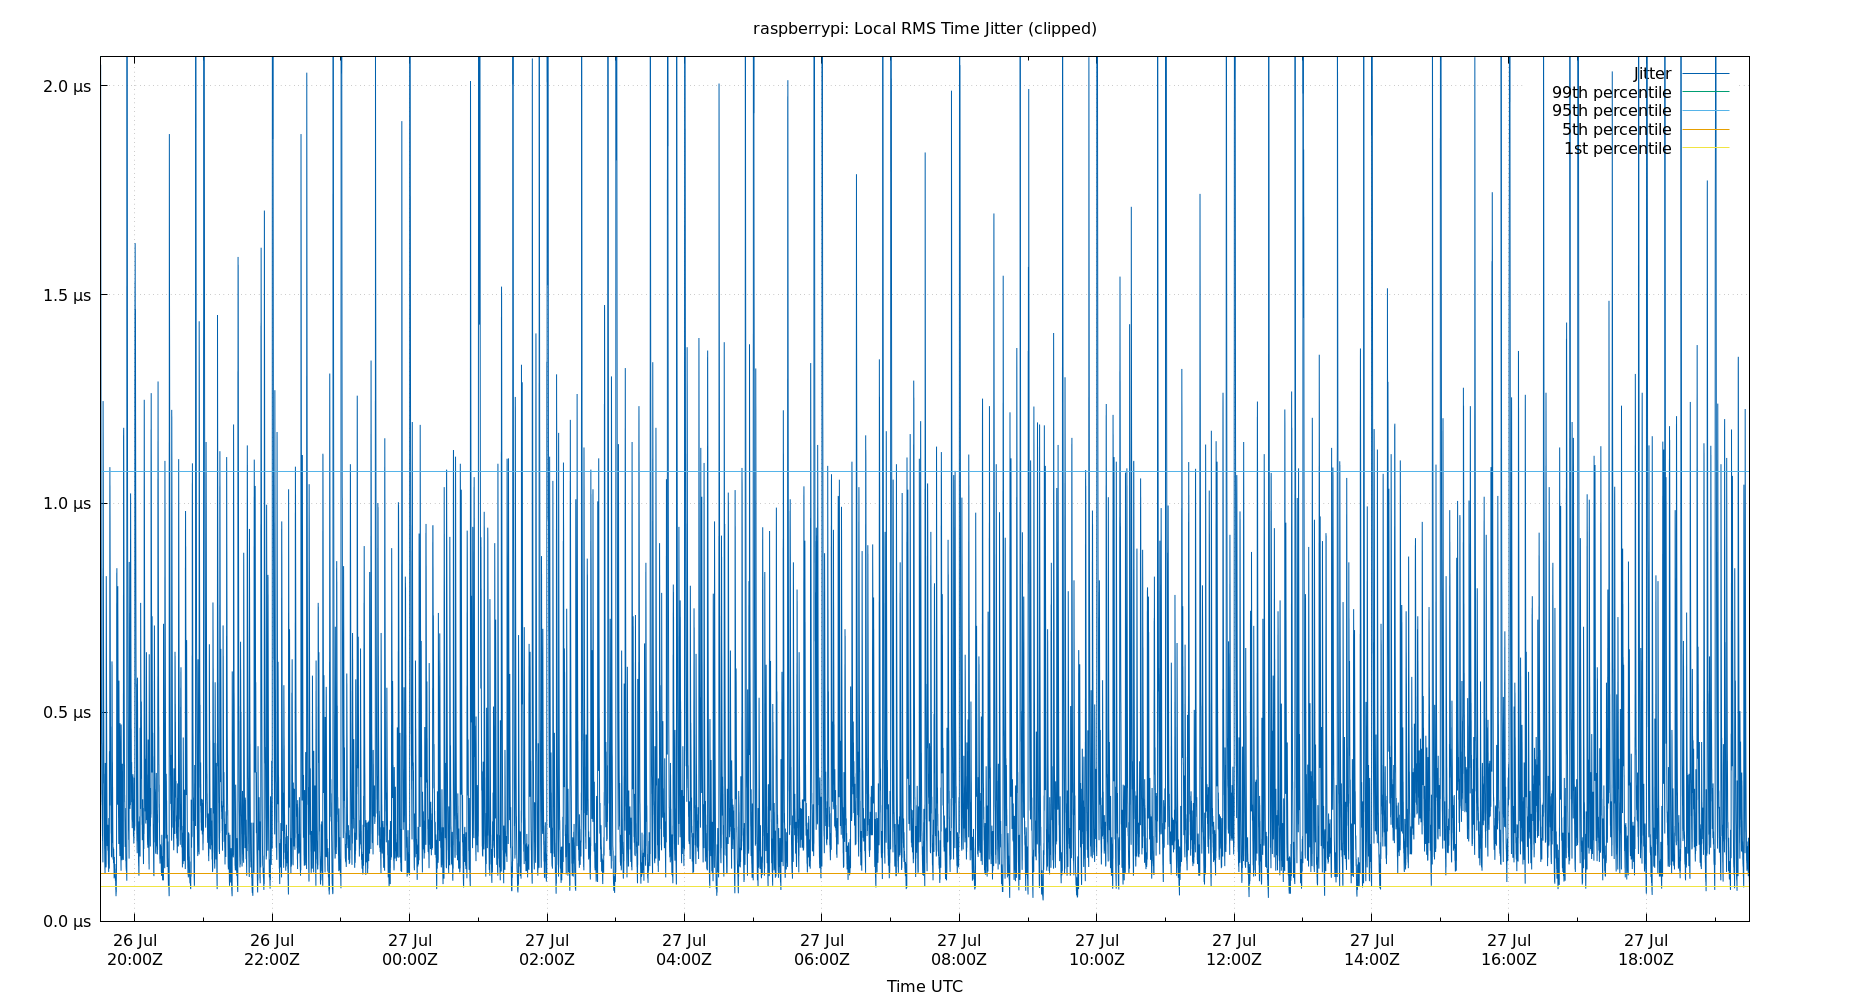 raspberrypi: Local RMS Time Jitter (clipped)
Jitter
99th percentile
95th percentile
5th percentile
1st percentile
2.0 µs
1.5 µs
1.0 µs
0.5 µs
0.0 µs
26 Jul 26 Jul 27 Jul 27 Jul 27 Jul 27 Jul 27 Jul 27 Jul 27 Jul 27 Jul 27 Jul 27 Jul
20:00Z 22:00Z 00:00Z 02:00Z 04:00Z 06:00Z 08:00Z 10:00Z 12:00Z 14:00Z 16:00Z 18:00Z
Time UTC